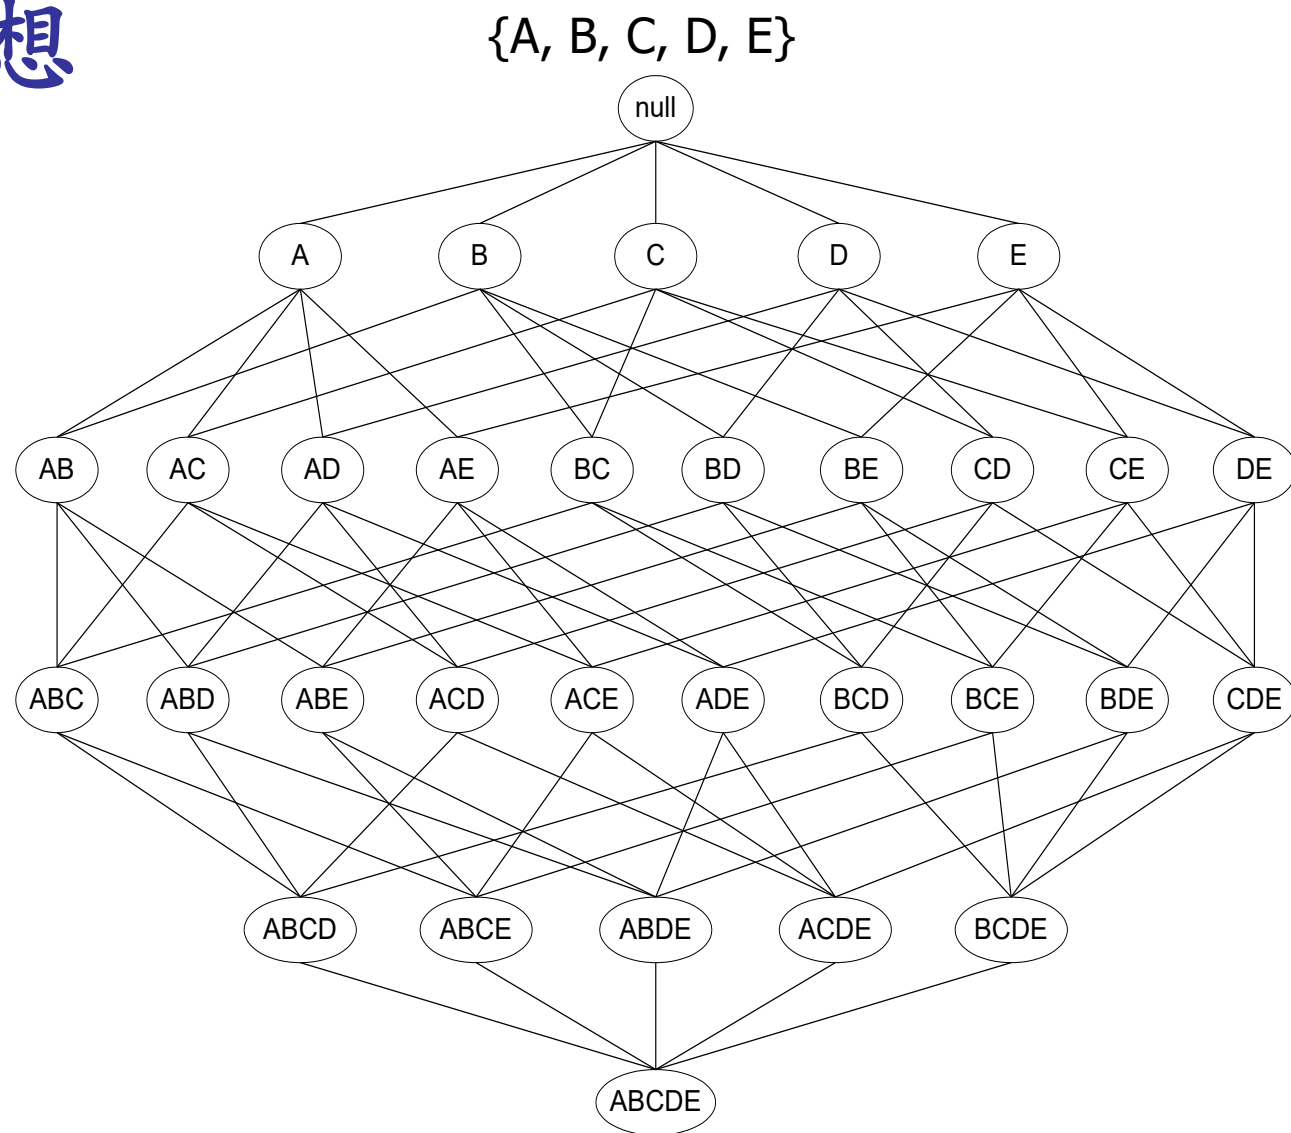 想
{A, B, C, D, E}
null
A B C D E
AB AC AD AE BC BD BE CD CE DE
ABC ABD ABE ACD ACE ADE BCD BCE BDE CDE
ABCD ABCE ABDE ACDE BCDE
ABCDE